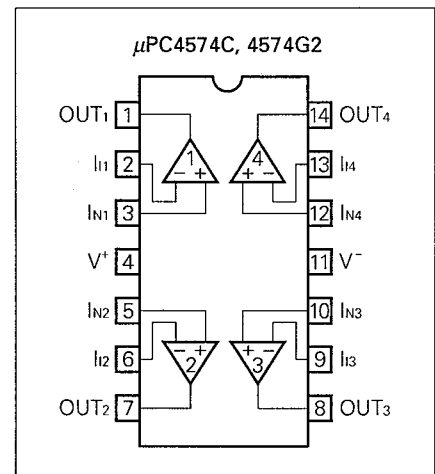 μPC4574C, 4574G2
OUT₁ 1 14 OUT₄
1 4
II1 2 − + + − 13 II4
IN1 3 12 IN4
V⁺ 4 11 V⁻
IN2 5 10 IN3
− + + −
II2 6 2 3 9 II3
OUT₂ 7 8 OUT₃